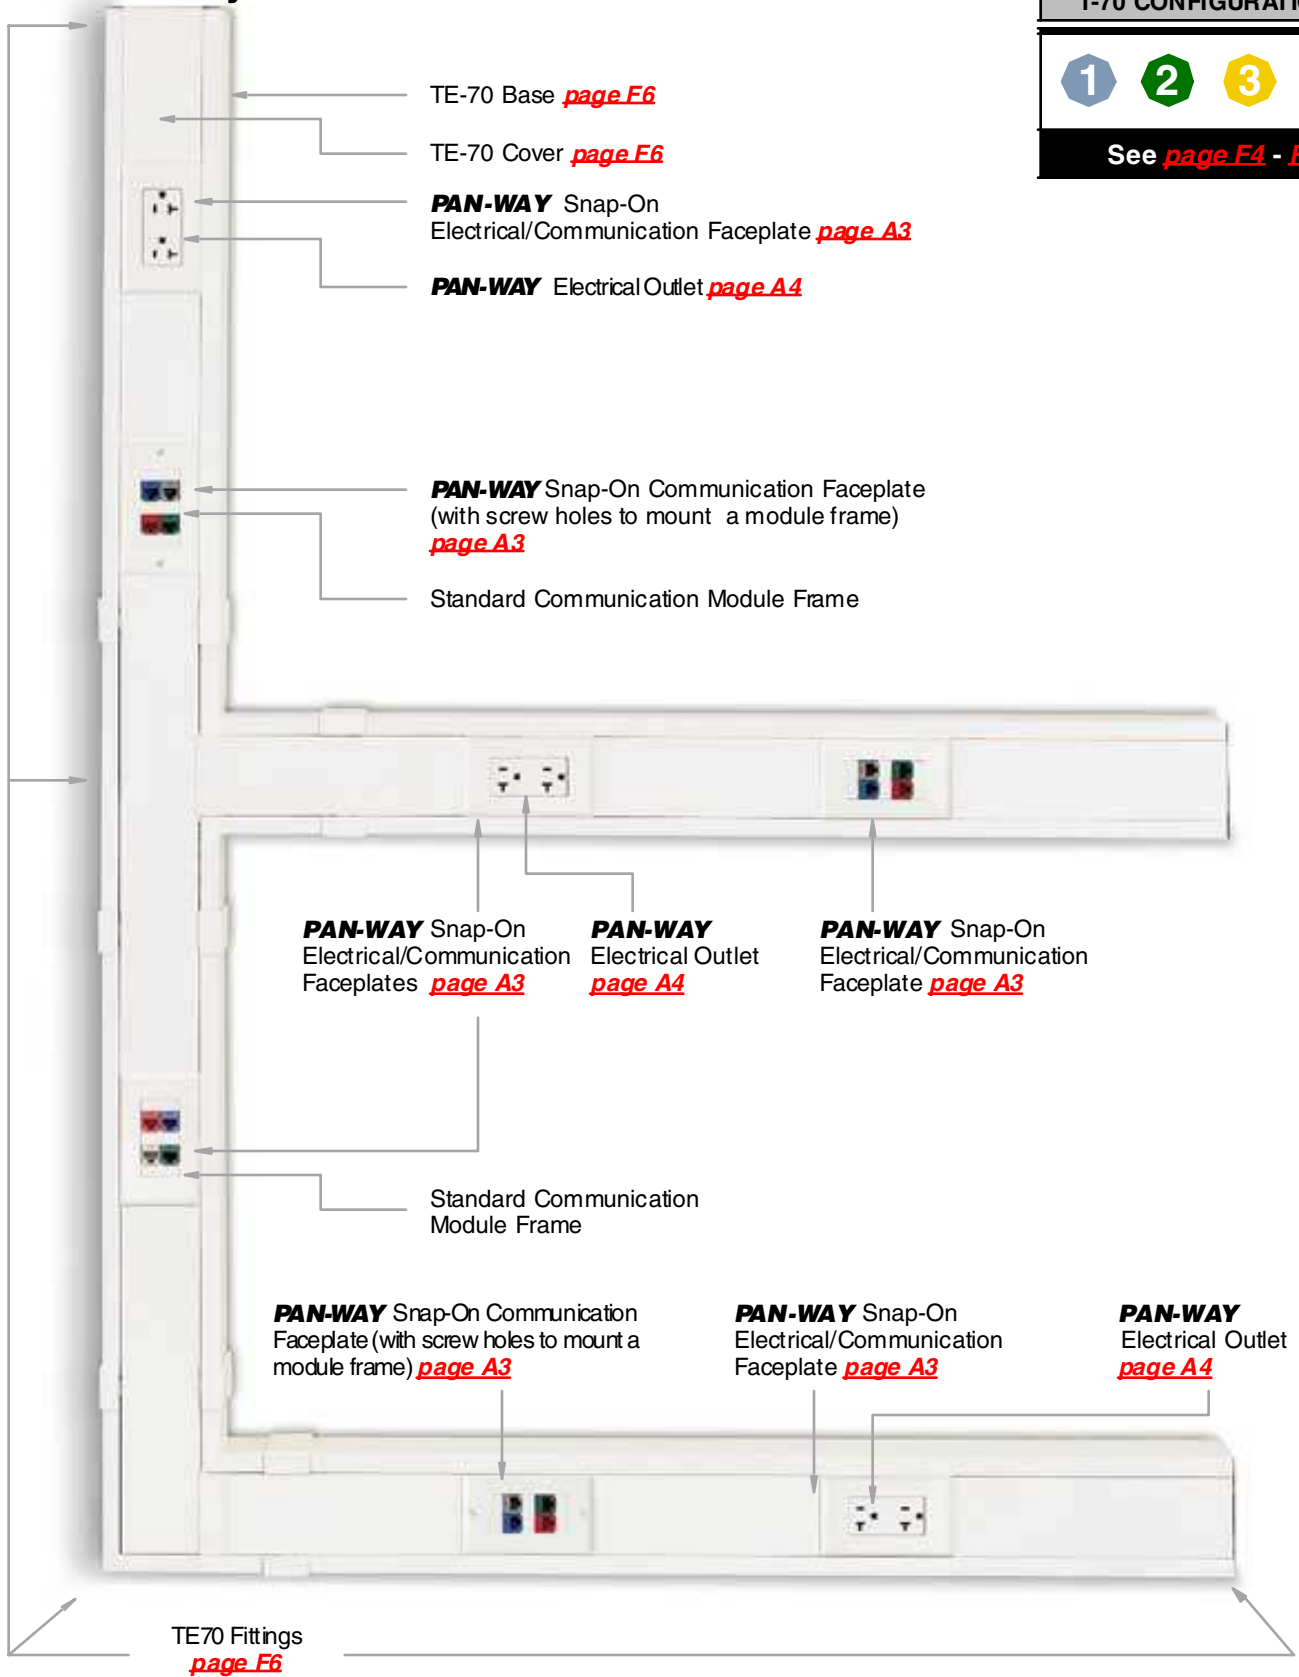 1
2
3
See page F4 -
TE-70 Base page F6
TE-70 Cover page F6
PAN-WAY Snap-On
Electrical/Communication Faceplate page A3
PAN-WAY Electrical Outlet page A4
PAN-WAY Snap-On Communication Faceplate
(with screw holes to mount a module frame)
page A3
Standard Communication Module Frame
PAN-WAY Snap-On
Electrical/Communication
Faceplates page A3
PAN-WAY
Electrical Outlet
page A4
PAN-WAY Snap-On
Electrical/Communication
Faceplate page A3
Standard Communication
Module Frame
PAN-WAY Snap-On Communication
Faceplate (with screw holes to mount a
module frame) page A3
PAN-WAY Snap-On
Electrical/Communication
Faceplate page A3
PAN-WAY
Electrical Outlet
page A4
TE70 Fittings
page F6